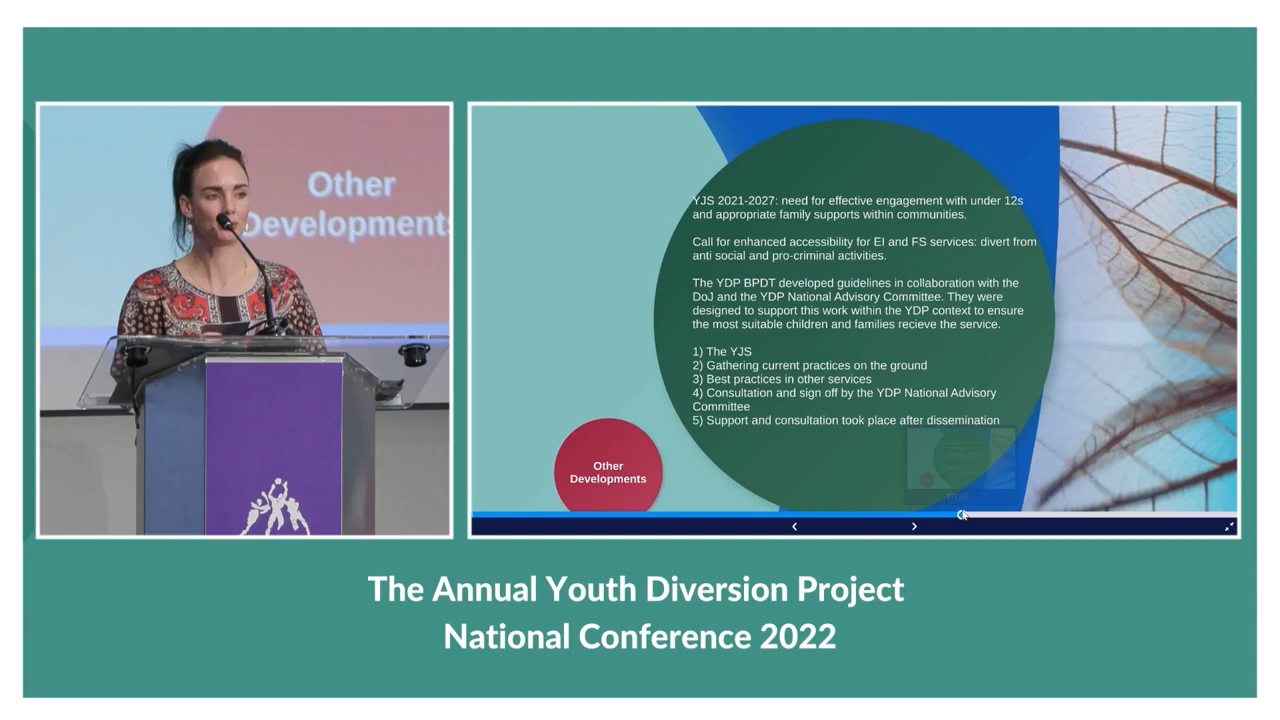 Other
Developments
YJS 2021-2027: need for effective engagement with under 12s
and appropriate family supports within communities.
Call for enhanced accessibility for EI and FS services: divert from
anti social and pro-criminal activities.
The YDP BPDT developed guidelines in collaboration with the
DoJ and the YDP National Advisory Committee. They were
designed to support this work within the YDP context to ensure
the most suitable children and families recieve the service.
1) The YJS
2) Gathering current practices on the ground
3) Best practices in other services
4) Consultation and sign off by the YDP National Advisory
Committee
5) Support and consultation took place after dissemination
Other
Developments
The Annual Youth Diversion Project
National Conference 2022